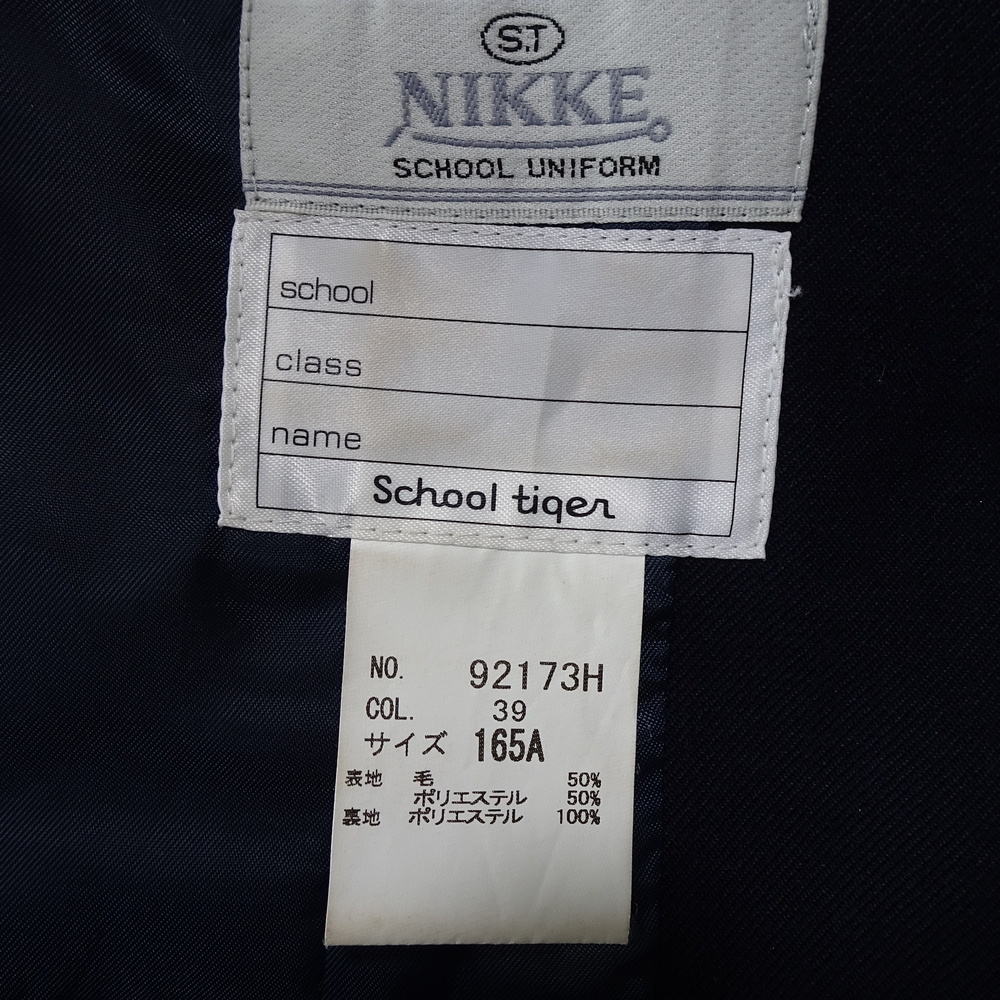 S.T
NIKKE
SCHOOL UNIFORM
school
class
name
School tiger
NO. 92173H
COL. 39
サイズ 165A
表地 毛 50%
ポリエステル 50%
裏地 ポリエステル 100%